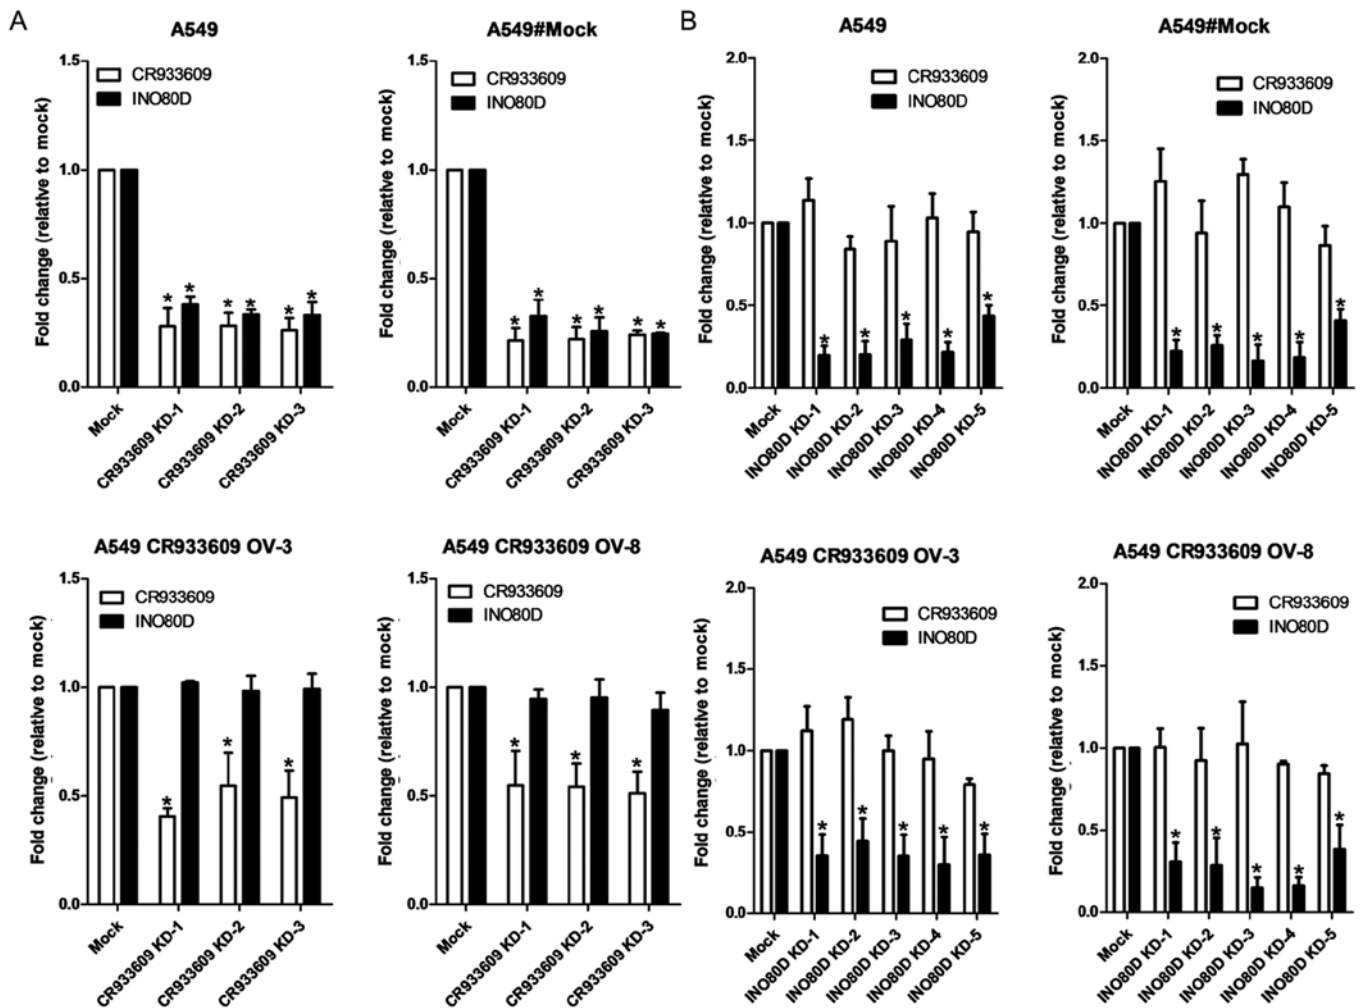 A
A549
Fold change (relative to mock)
1.5
1.0
0.5
0.0
CR933609
INO80D
Mock
CR933609 KD-1
CR933609 KD-2
CR933609 KD-3
* * * * * *
A549#Mock
Fold change (relative to mock)
1.5
1.0
0.5
0.0
CR933609
INO80D
Mock
CR933609 KD-1
CR933609 KD-2
CR933609 KD-3
* * * * * *
B
A549
Fold change (relative to mock)
2.0
1.5
1.0
0.5
0.0
CR933609
INO80D
Mock
INO80D KD-1
INO80D KD-2
INO80D KD-3
INO80D KD-4
INO80D KD-5
* * * * *
A549#Mock
Fold change (relative to mock)
2.0
1.5
1.0
0.5
0.0
CR933609
INO80D
Mock
INO80D KD-1
INO80D KD-2
INO80D KD-3
INO80D KD-4
INO80D KD-5
* * * * *
A549 CR933609 OV-3
Fold change (relative to mock)
1.5
1.0
0.5
0.0
CR933609
INO80D
Mock
CR933609 KD-1
CR933609 KD-2
CR933609 KD-3
* * *
A549 CR933609 OV-8
Fold change (relative to mock)
1.5
1.0
0.5
0.0
CR933609
INO80D
Mock
CR933609 KD-1
CR933609 KD-2
CR933609 KD-3
* * *
A549 CR933609 OV-3
Fold change (relative to mock)
2.0
1.5
1.0
0.5
0.0
CR933609
INO80D
Mock
INO80D KD-1
INO80D KD-2
INO80D KD-3
INO80D KD-4
INO80D KD-5
* * * * *
A549 CR933609 OV-8
Fold change (relative to mock)
2.0
1.5
1.0
0.5
0.0
CR933609
INO80D
Mock
INO80D KD-1
INO80D KD-2
INO80D KD-3
INO80D KD-4
INO80D KD-5
* * * * *